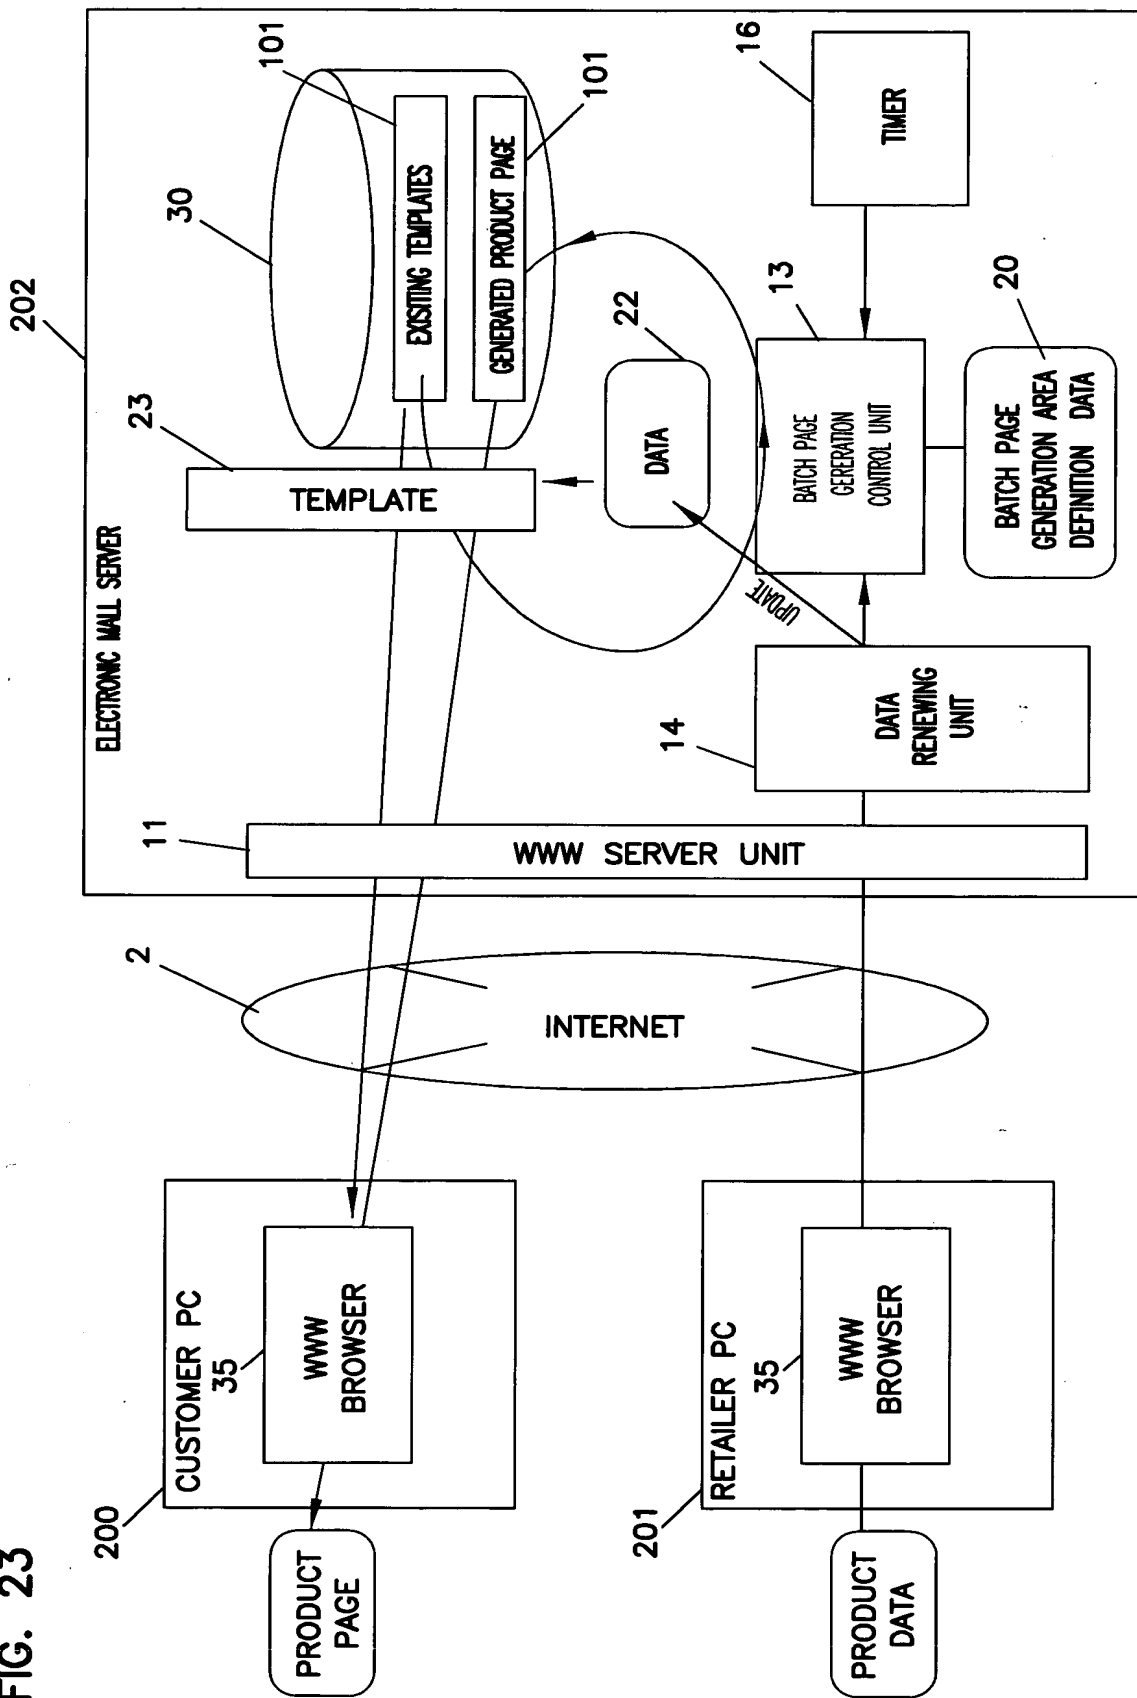 FIG. 23
202
ELECTRONIC MALL SERVER
200
CUSTOMER PC
35
WWW
BROWSER
PRODUCT
PAGE
201
RETAILER PC
35
WWW
BROWSER
PRODUCT
DATA
2
INTERNET
11
WWW SERVER UNIT
23
TEMPLATE
30
101
EXISITING TEMPLATES
101
GENERATED PRODUCT PAGE
22
DATA
UPDATE
14
DATA
RENEWING
UNIT
13
BATCH PAGE
GERERATION
CONTROL UNIT
16
TIMER
20
BATCH PAGE
GENERATION AREA
DEFINITION DATA